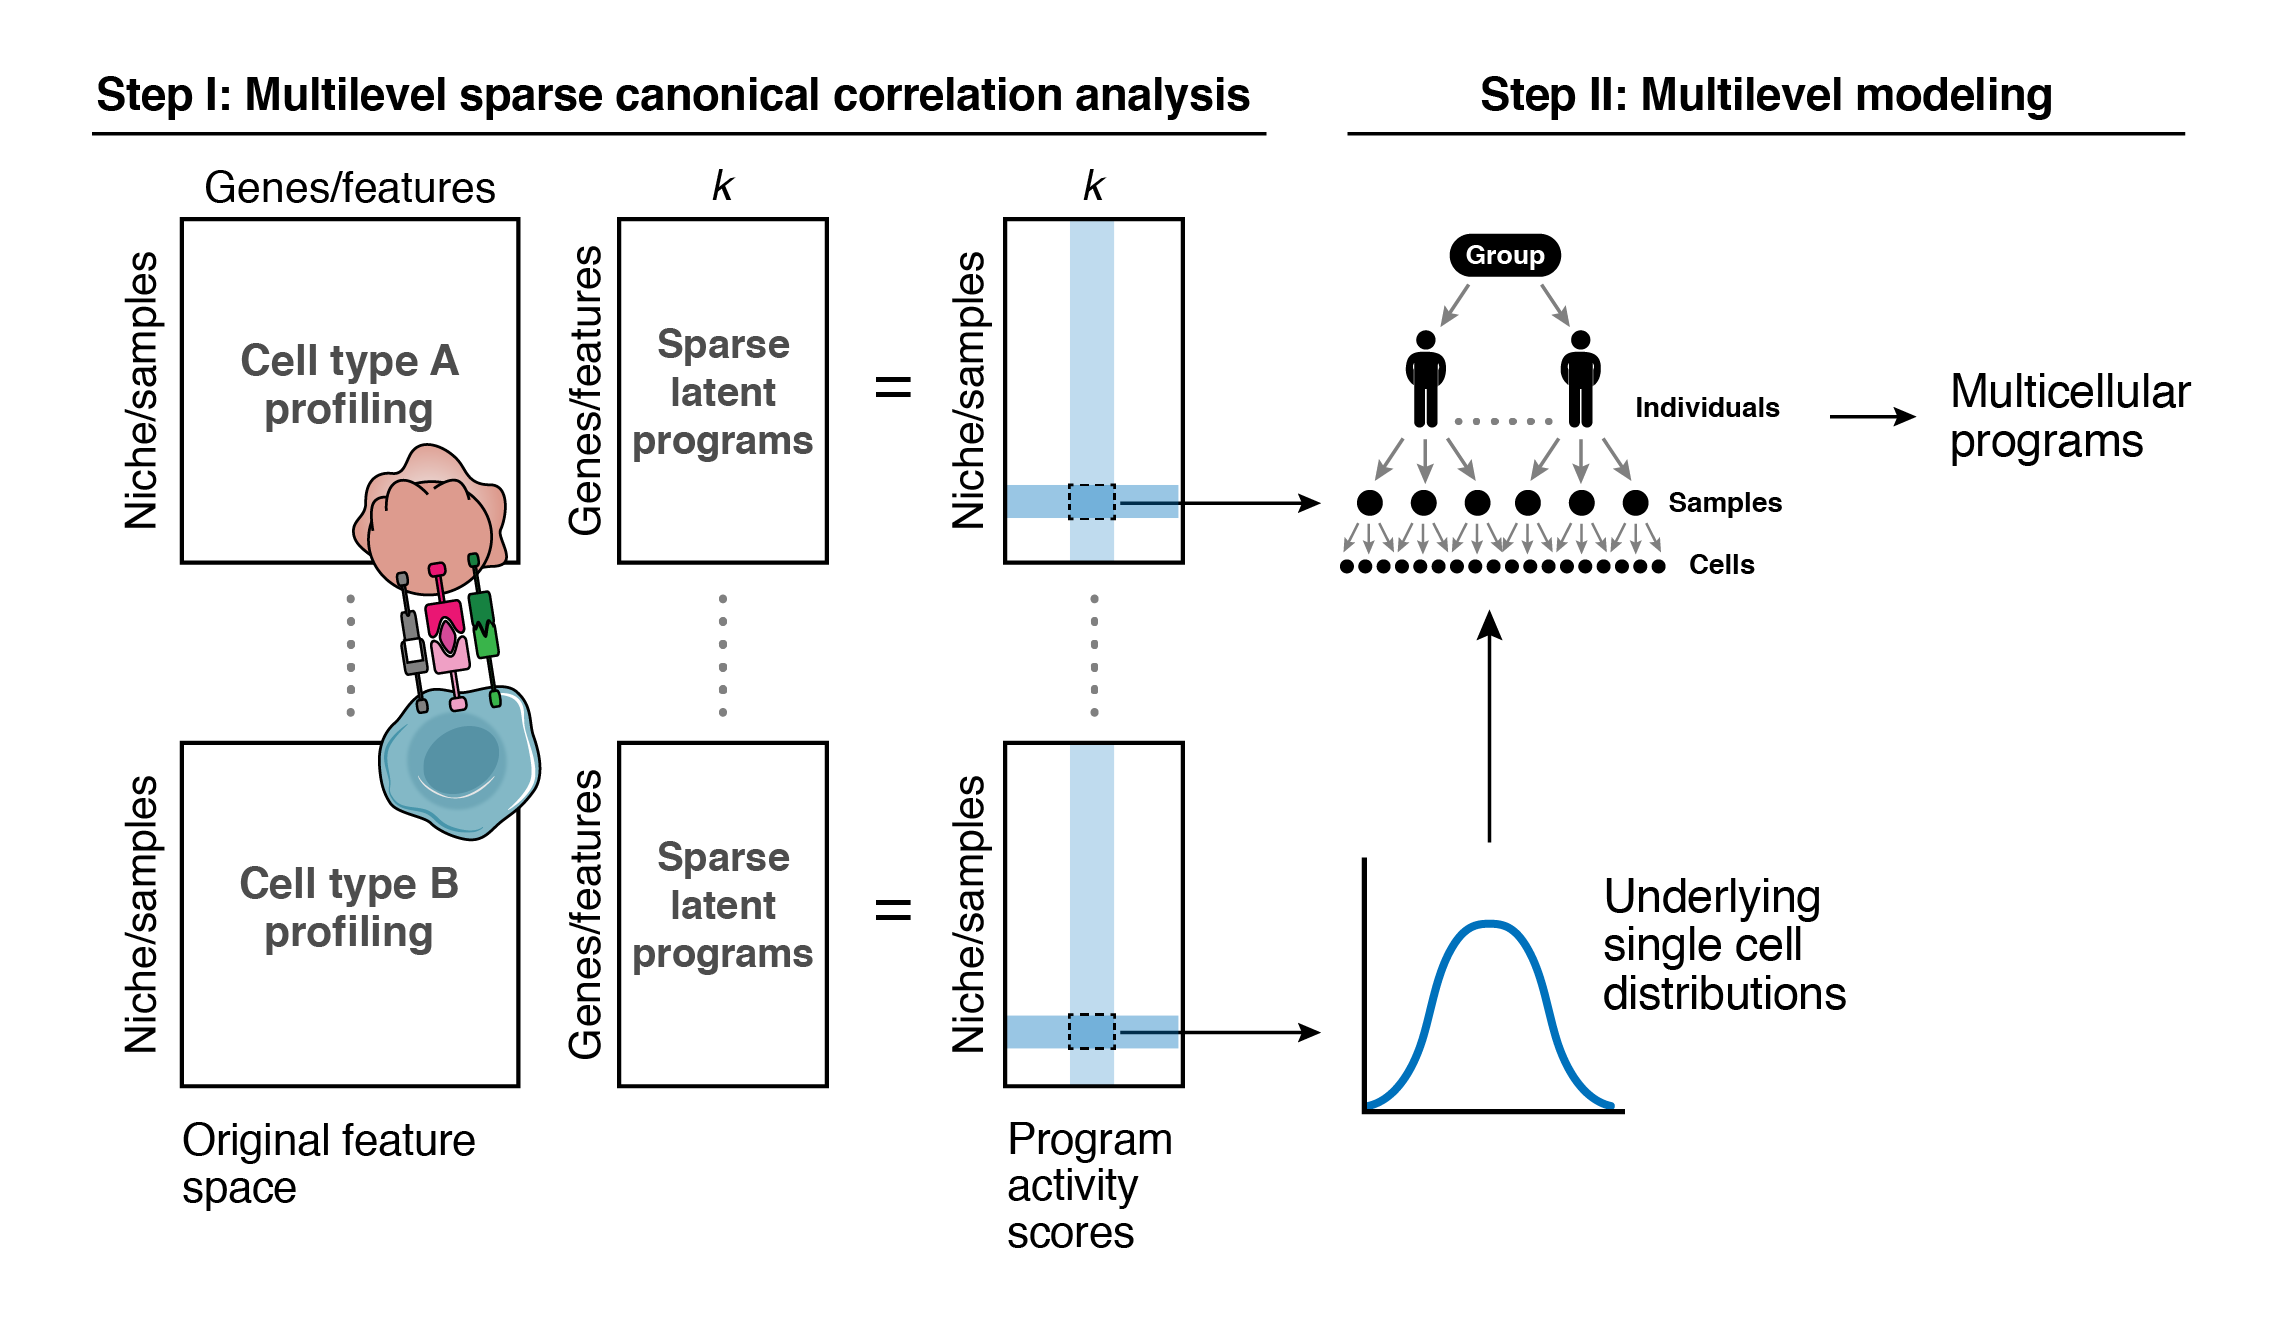 Step I: Multilevel sparse canonical correlation analysis
Genes/features
k
k
Niche/samples
Cell type A
profiling
Genes/features
Sparse
latent
programs
=
Niche/samples
Niche/samples
Cell type B
profiling
Genes/features
Sparse
latent
programs
=
Niche/samples
Original feature
space
Program
activity
scores
Step II: Multilevel modeling
Group
Individuals
Samples
Cells
Multicellular
programs
Underlying
single cell
distributions